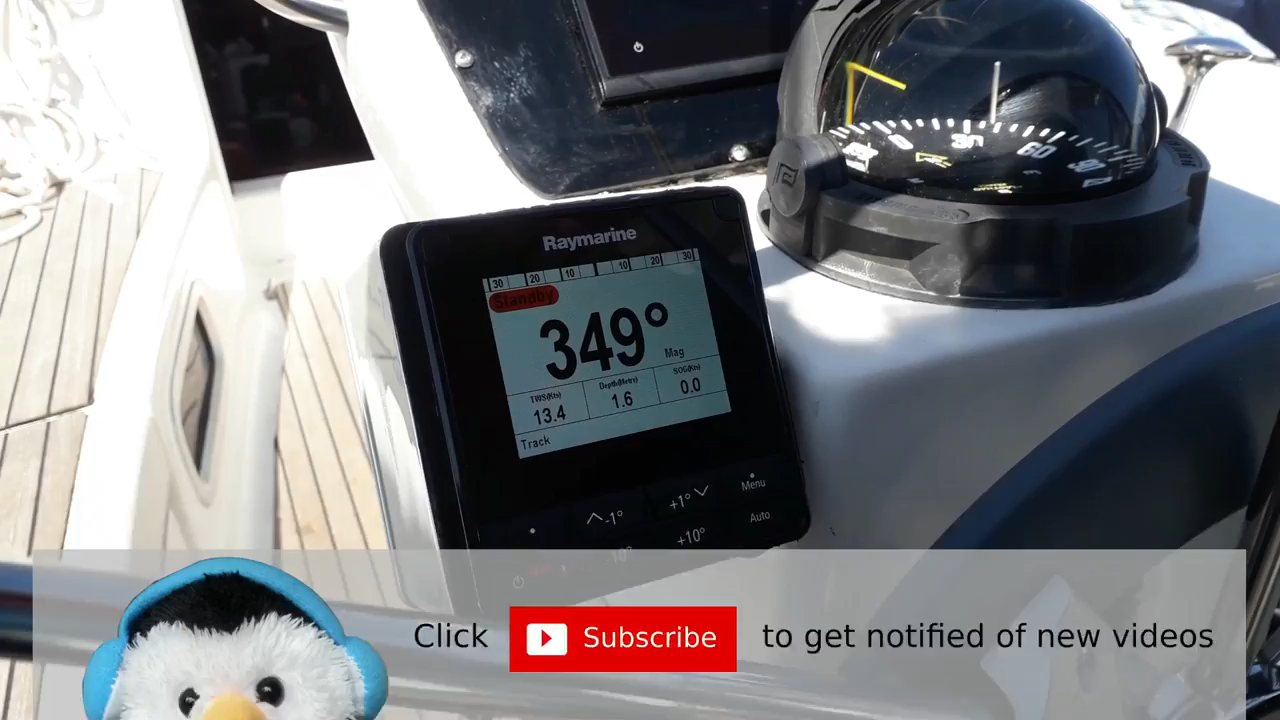 Raymarine
30 20 10 10 20 30
Standby
349°
Mag
TWS(Kts) Depth(Metre) SOG(Kts)
13.4 1.6 0.0
Track
-1° +1° Menu
+10° Auto
0 30 60
Click Subscribe to get notified of new videos